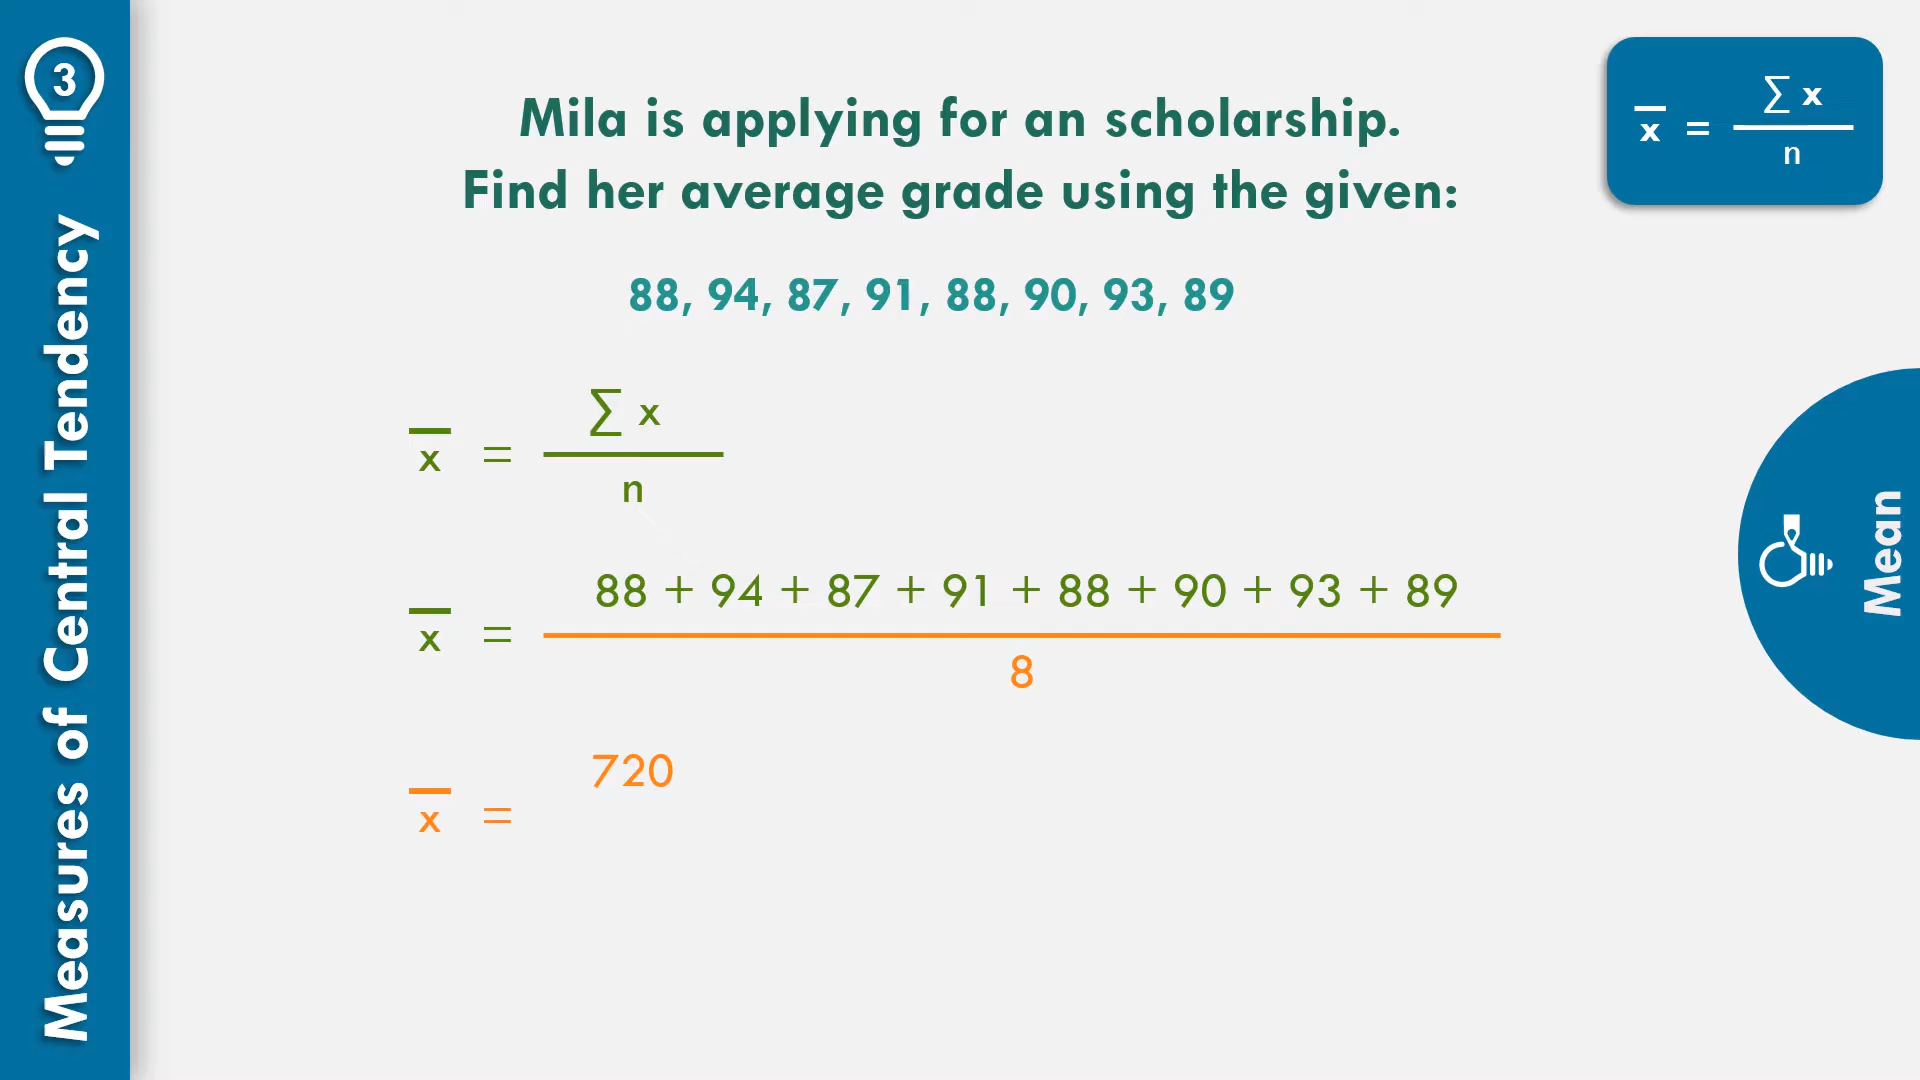 3
Measures of Central Tendency
Mila is applying for an scholarship.
Find her average grade using the given:
88, 94, 87, 91, 88, 90, 93, 89
x̅ = ∑ x
n
x̅ = ∑ x
n
x̅ = 88 + 94 + 87 + 91 + 88 + 90 + 93 + 89
8
x̅ = 720
Mean